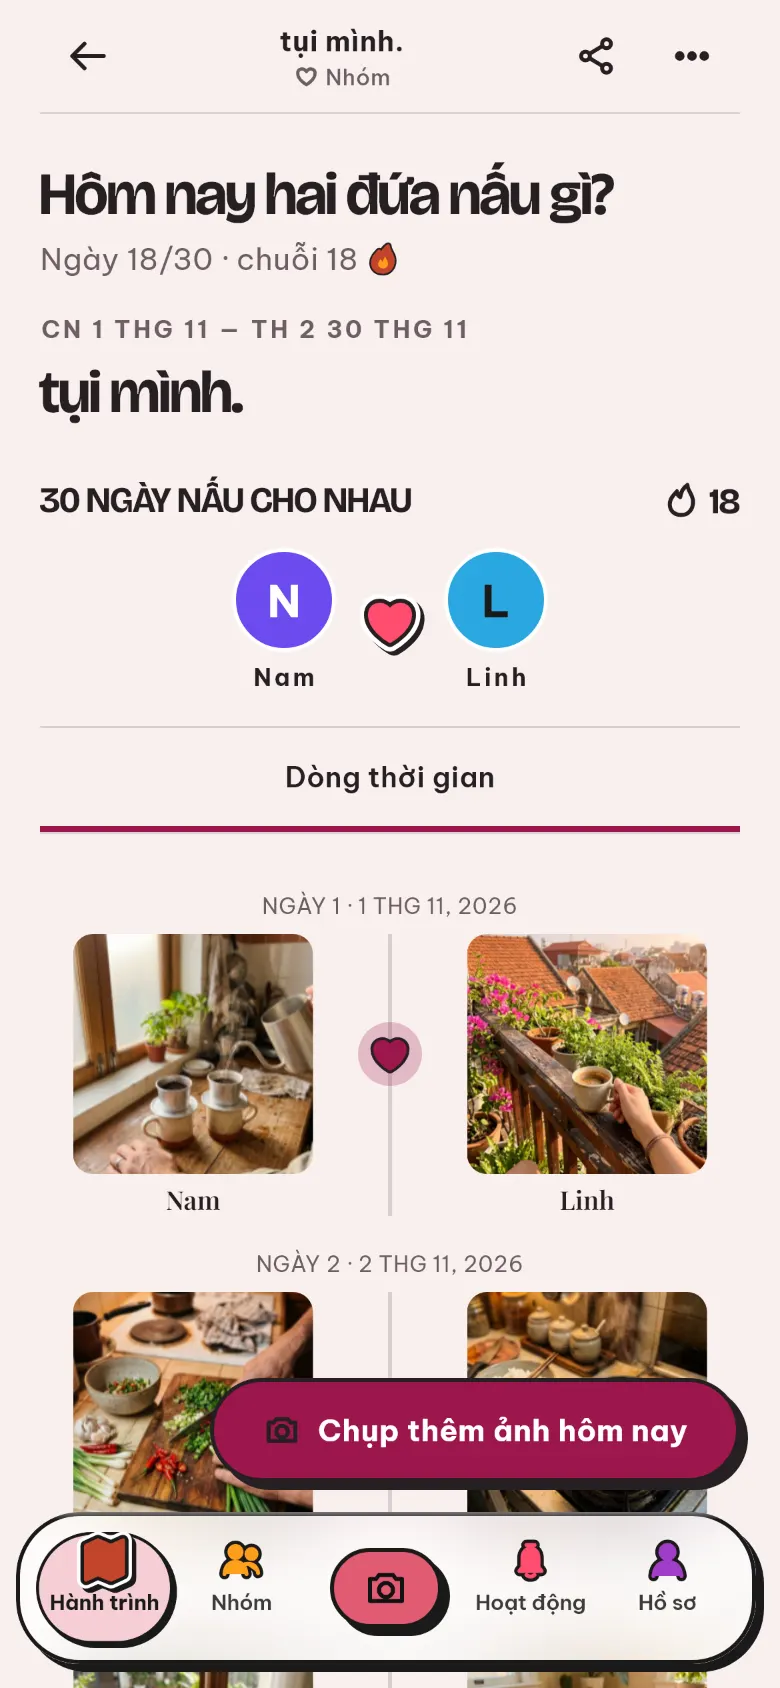 tụi mình.
Nhóm
Hôm nay hai đứa nấu gì?
Ngày 18/30 · chuỗi 18 🔥
CN 1 THG 11 — TH 2 30 THG 11
tụi mình.
30 NGÀY NẤU CHO NHAU
18
N
L
Nam
Linh
Dòng thời gian
NGÀY 1 · 1 THG 11, 2026
Nam
Linh
NGÀY 2 · 2 THG 11, 2026
Chụp thêm ảnh hôm nay
Hành trình
Nhóm
Hoạt động
Hồ sơ